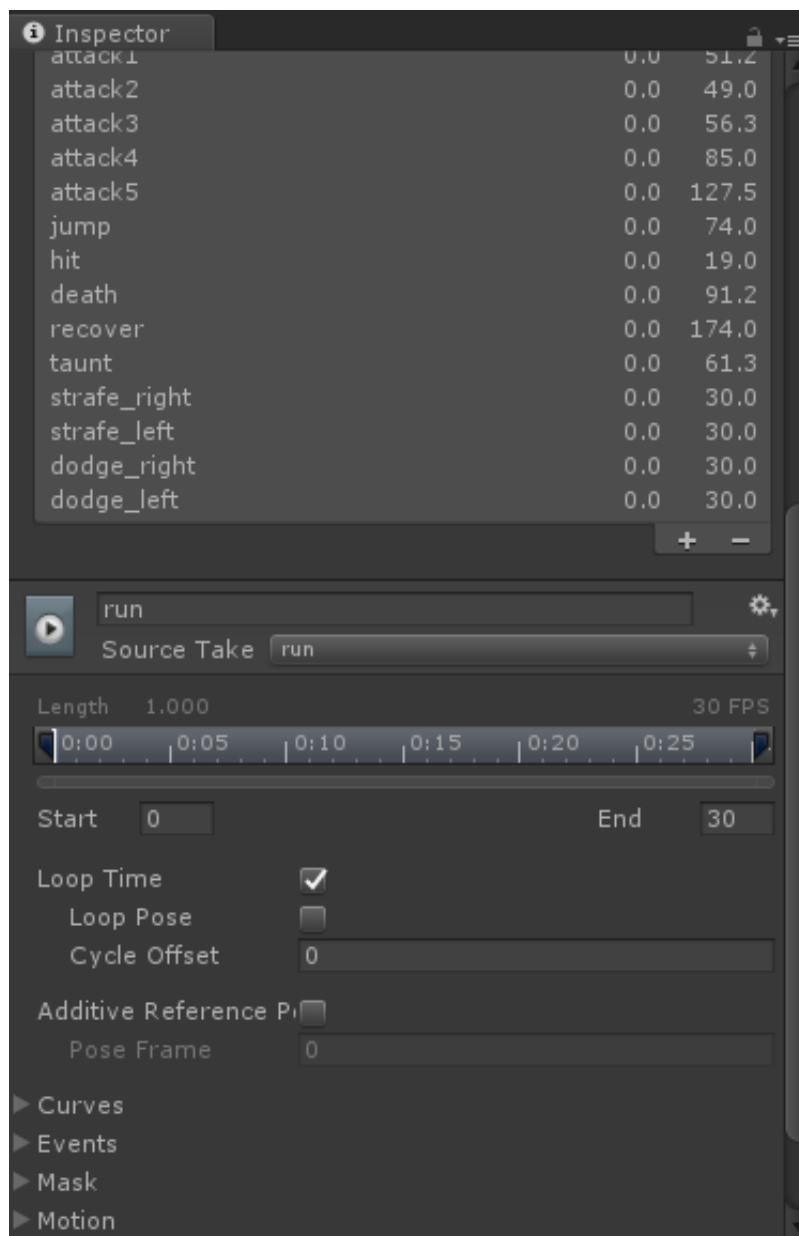 Inspector
attack1 0.0 51.2
attack2 0.0 49.0
attack3 0.0 56.3
attack4 0.0 85.0
attack5 0.0 127.5
jump 0.0 74.0
hit 0.0 19.0
death 0.0 91.2
recover 0.0 174.0
taunt 0.0 61.3
strafe_right 0.0 30.0
strafe_left 0.0 30.0
dodge_right 0.0 30.0
dodge_left 0.0 30.0
+ −
run
Source Take run
Length 1.000 30 FPS
0:00 0:05 0:10 0:15 0:20 0:25
Start 0 End 30
Loop Time
Loop Pose
Cycle Offset 0
Additive Reference P
Pose Frame 0
Curves
Events
Mask
Motion